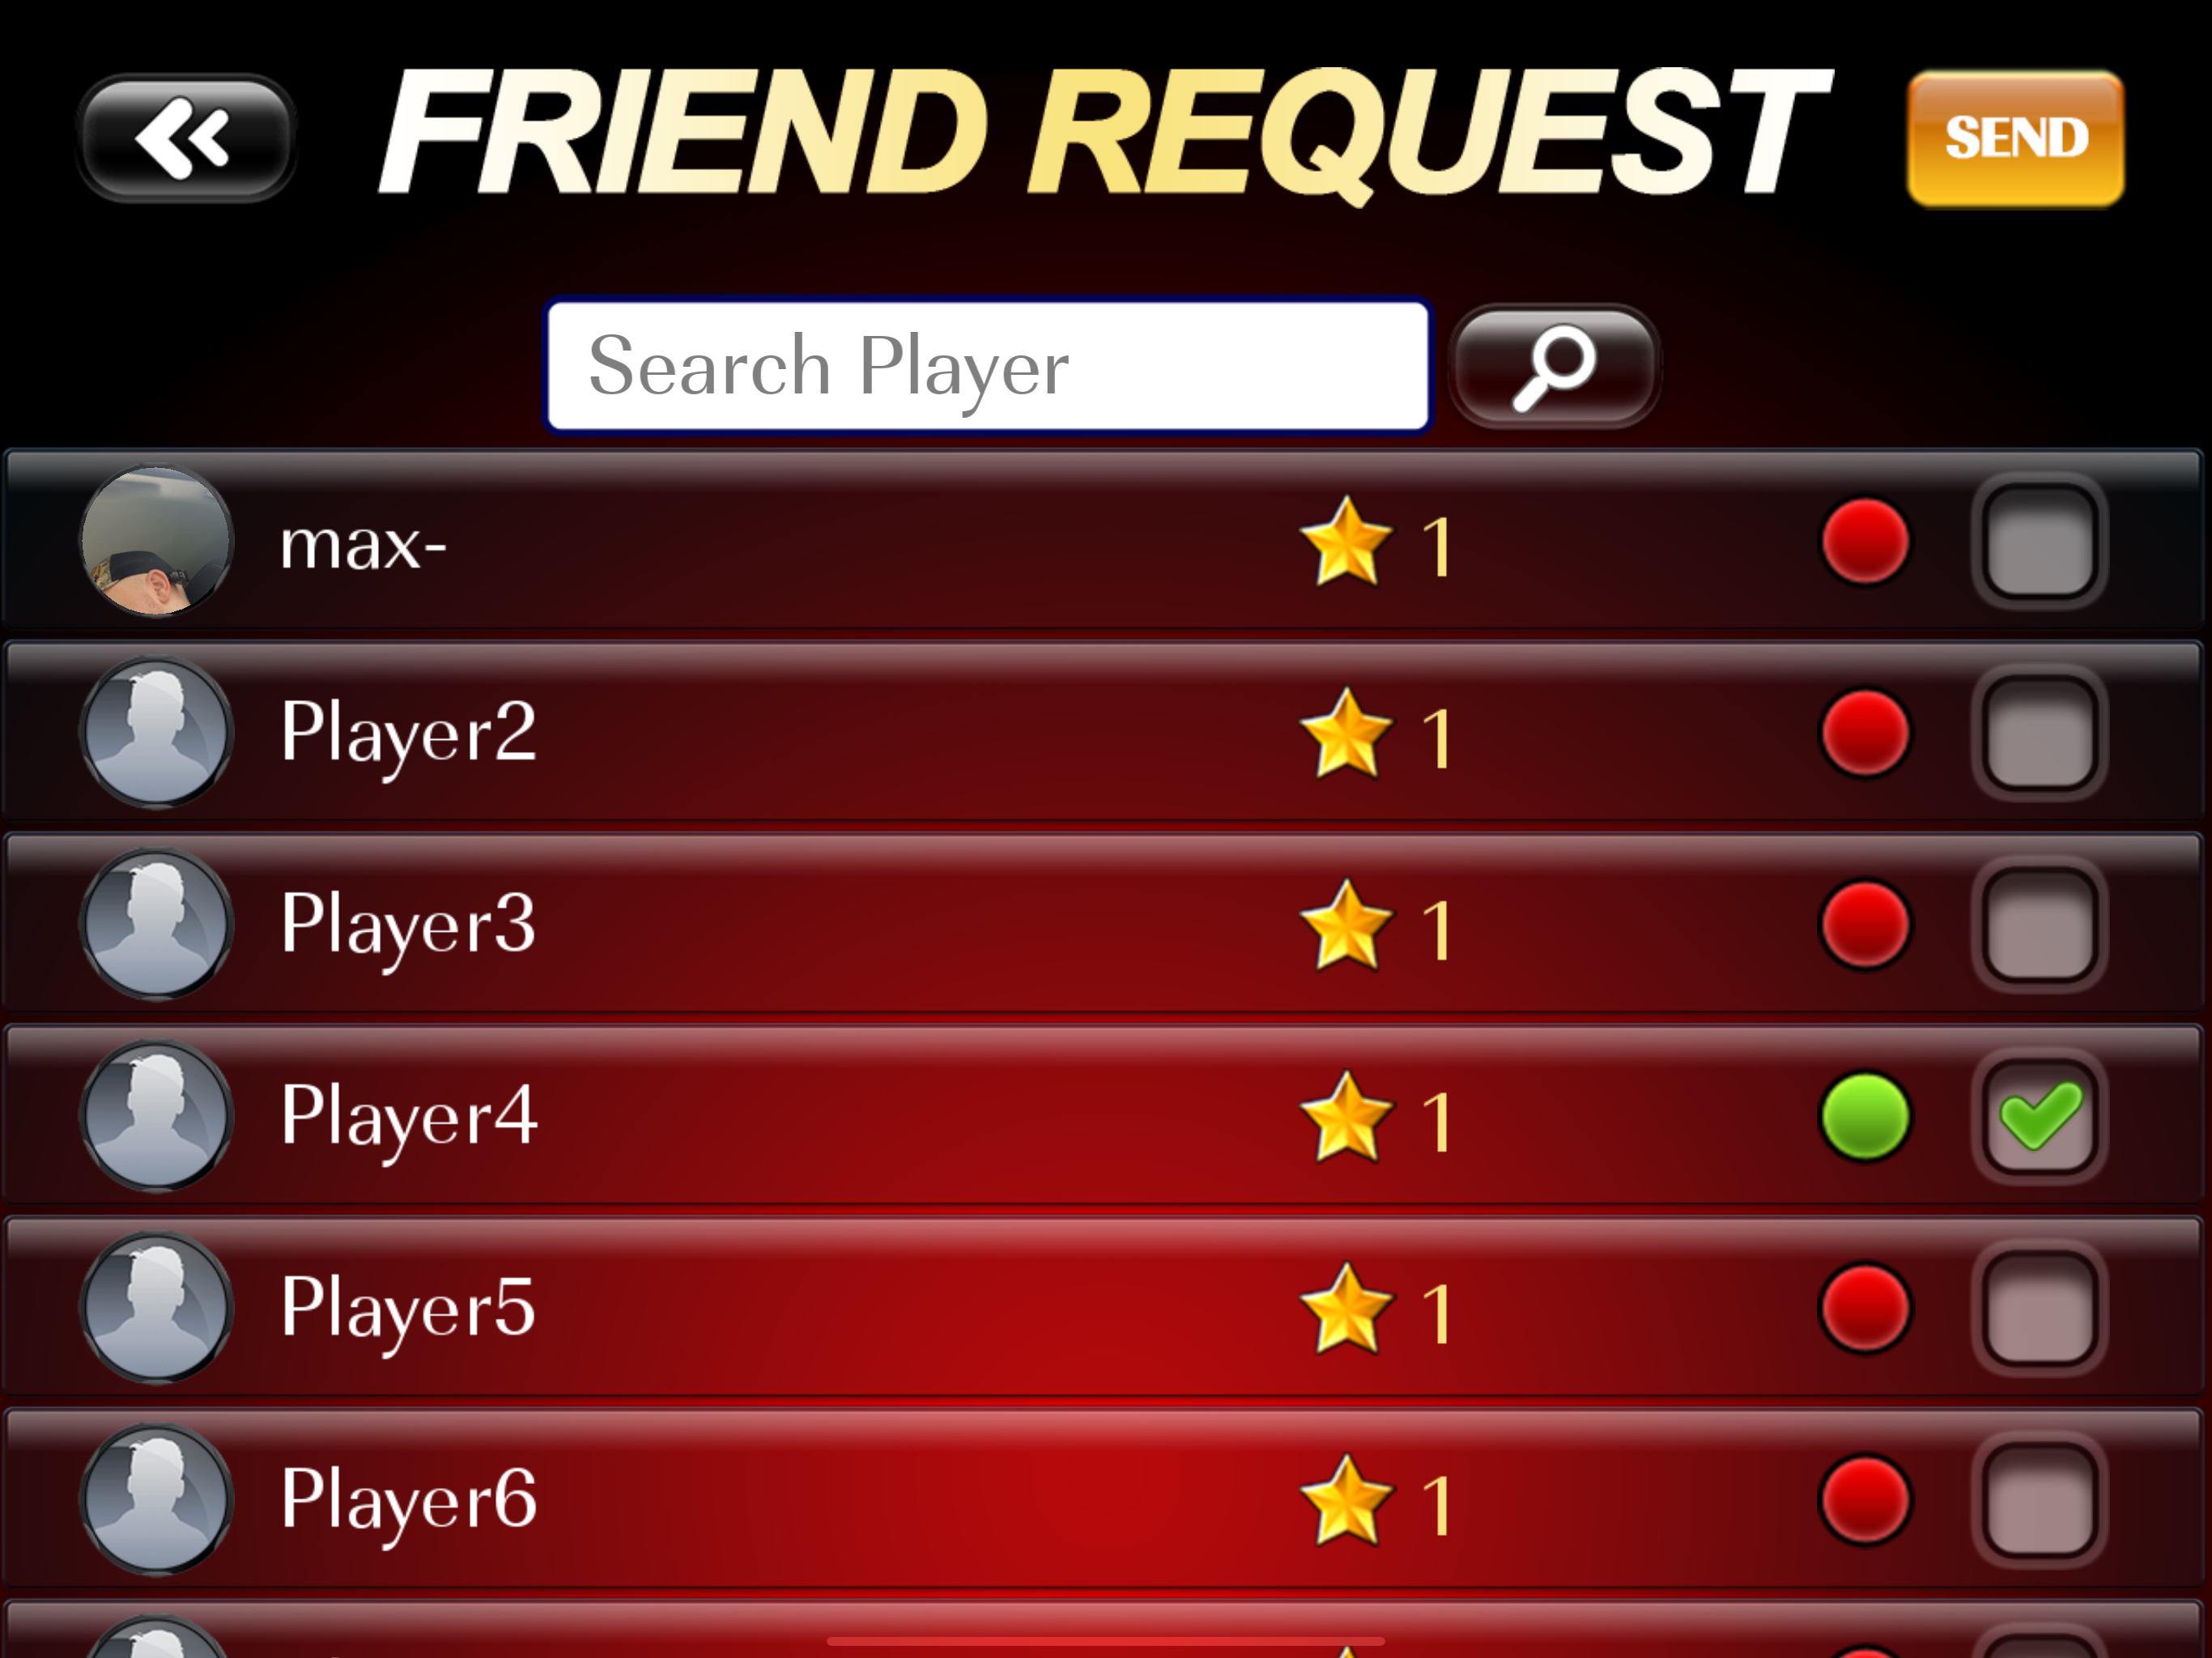 FRIEND REQUEST
SEND
Search Player
max- 1
Player2 1
Player3 1
Player4 1
Player5 1
Player6 1